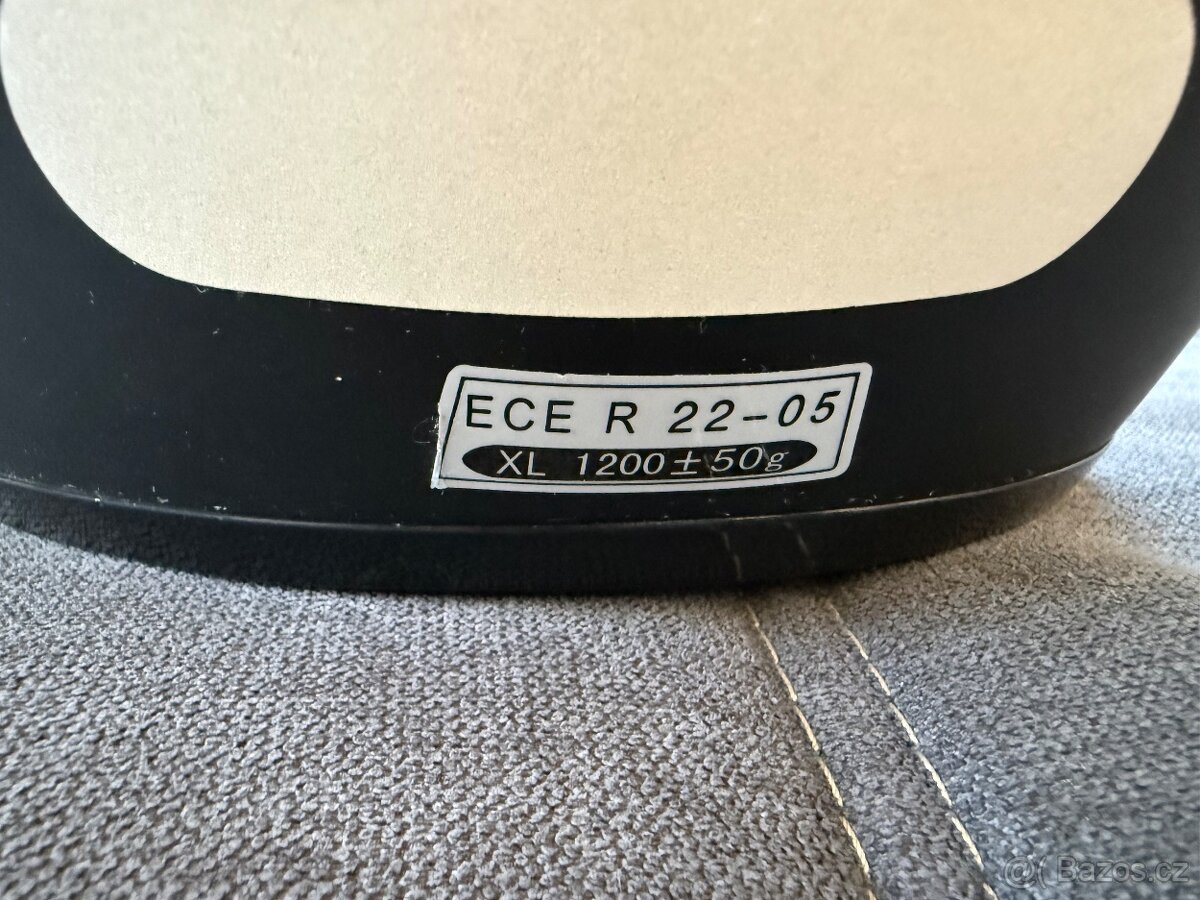 ECE R 22-05
XL 1200±50g
@( Bazos.cz